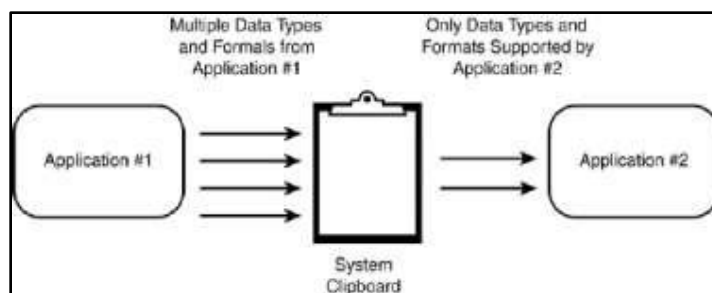 Multiple Data Types
and Formals from
Application #1
Only Data Types and
Formats Supported by
Application #2
Application #1
Application #2
System
Clipboard